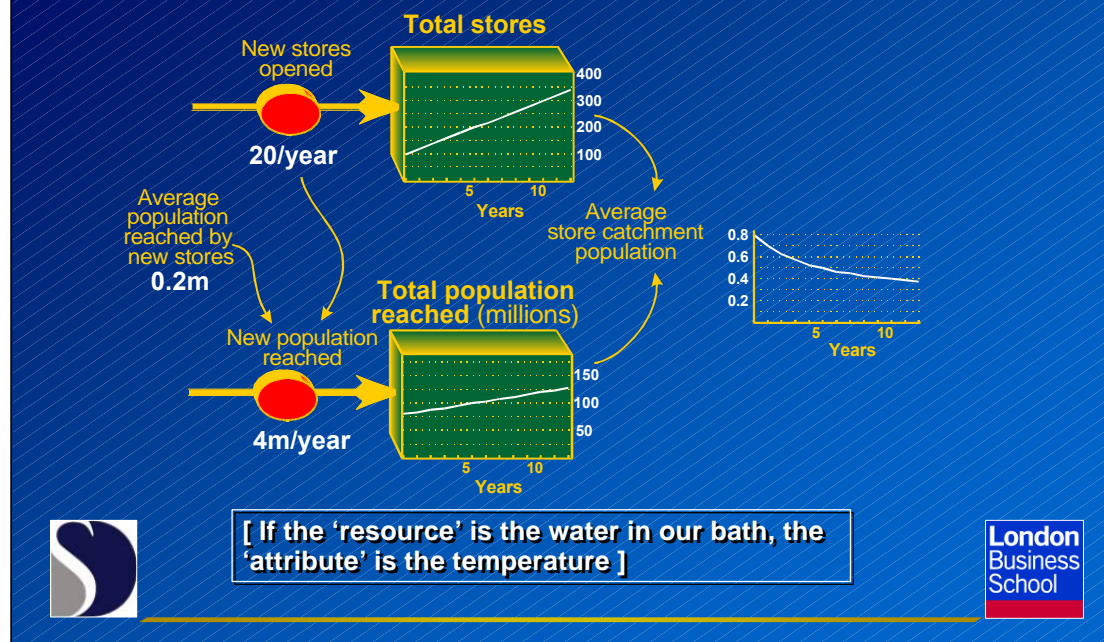 Total stores
New stores
opened
20/year
400
300
200
100
5
10
Years
Average
population
reached by
new stores
0.2m
Average
store catchment
population
0.8
0.6
0.4
0.2
5
10
Years
Total population
reached (millions)
New population
reached
4m/year
150
100
50
5
10
Years
[ If the ‘resource’ is the water in our bath, the
‘attribute’ is the temperature ]
London
Business
School